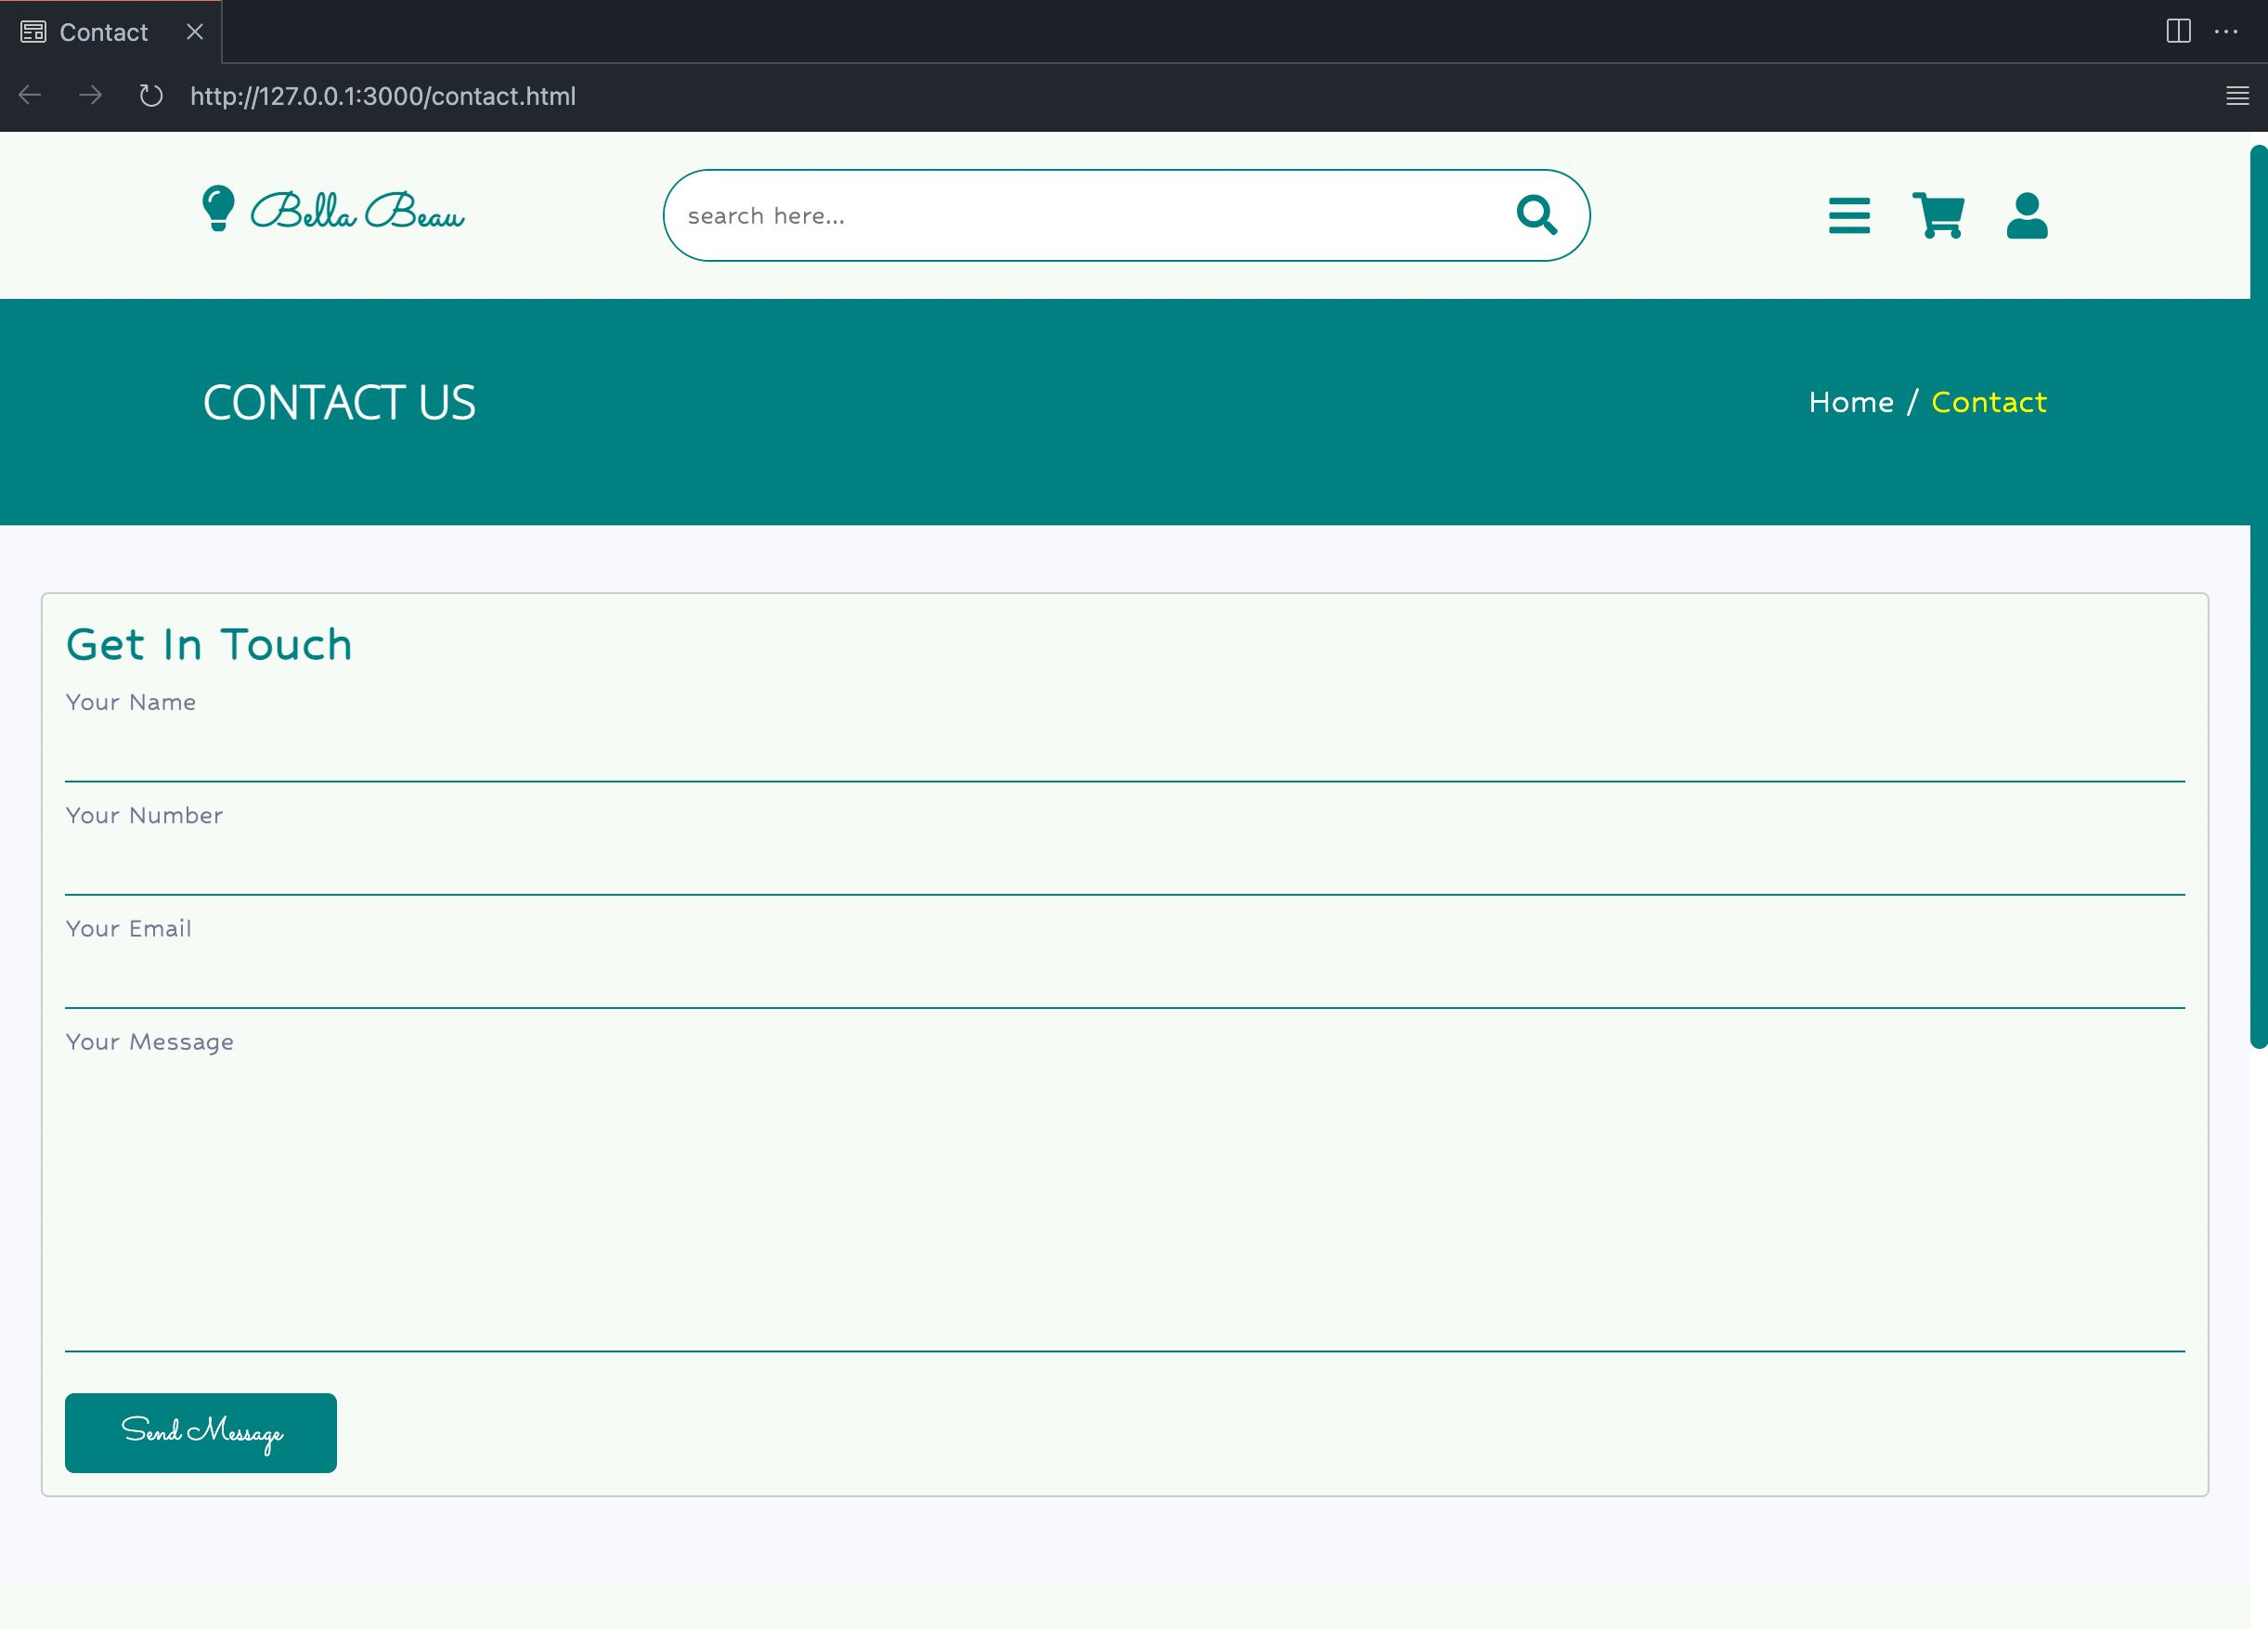 Contact
http://127.0.0.1:3000/contact.html
Bella Beau
search here...
CONTACT US
Home / Contact
Get In Touch
Your Name
Your Number
Your Email
Your Message
Send Message